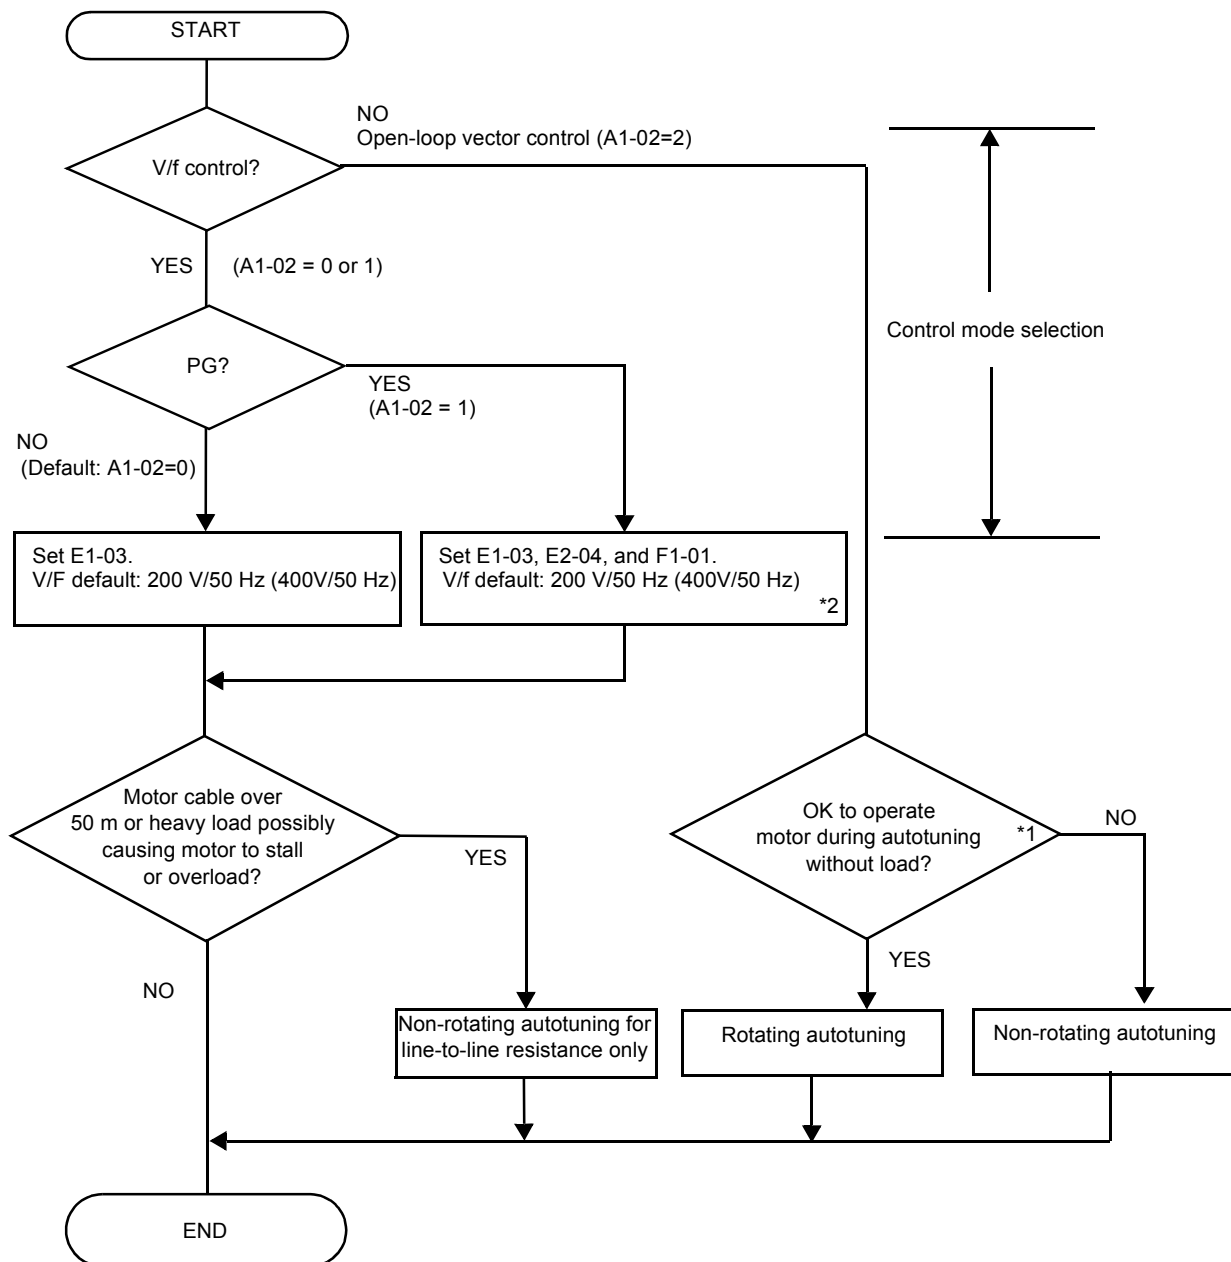 START
NO
Open-loop vector control (A1-02=2)
V/f control?
YES (A1-02 = 0 or 1)
Control mode selection
PG?
YES
(A1-02 = 1)
NO
(Default: A1-02=0)
Set E1-03.
V/F default: 200 V/50 Hz (400V/50 Hz)
Set E1-03, E2-04, and F1-01.
V/f default: 200 V/50 Hz (400V/50 Hz)
*2
Motor cable over
50 m or heavy load possibly
causing motor to stall
or overload?
YES
OK to operate
motor during autotuning
without load?
*1
NO
NO
YES
Non-rotating autotuning for
line-to-line resistance only
Rotating autotuning
Non-rotating autotuning
END